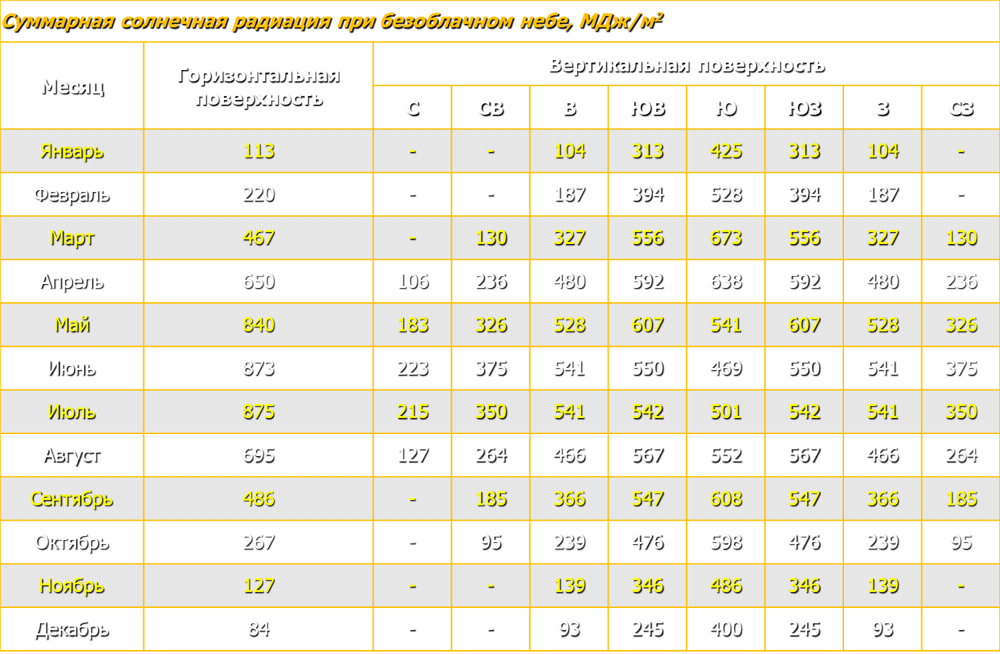 Суммарная солнечная радиация при безоблачном небе, МДж/м²
Месяц Горизонтальная поверхность Вертикальная поверхность
С СВ В ЮВ Ю ЮЗ З СЗ
Январь 113 - - 104 313 425 313 104 -
Февраль 220 - - 187 394 528 394 187 -
Март 467 - 130 327 556 673 556 327 130
Апрель 650 106 236 480 592 638 592 480 236
Май 840 183 326 528 607 541 607 528 326
Июнь 873 223 375 541 550 469 550 541 375
Июль 875 215 350 541 542 501 542 541 350
Август 695 127 264 466 567 552 567 466 264
Сентябрь 486 - 185 366 547 608 547 366 185
Октябрь 267 - 95 239 476 598 476 239 95
Ноябрь 127 - - 139 346 486 346 139 -
Декабрь 84 - - 93 245 400 245 93 -